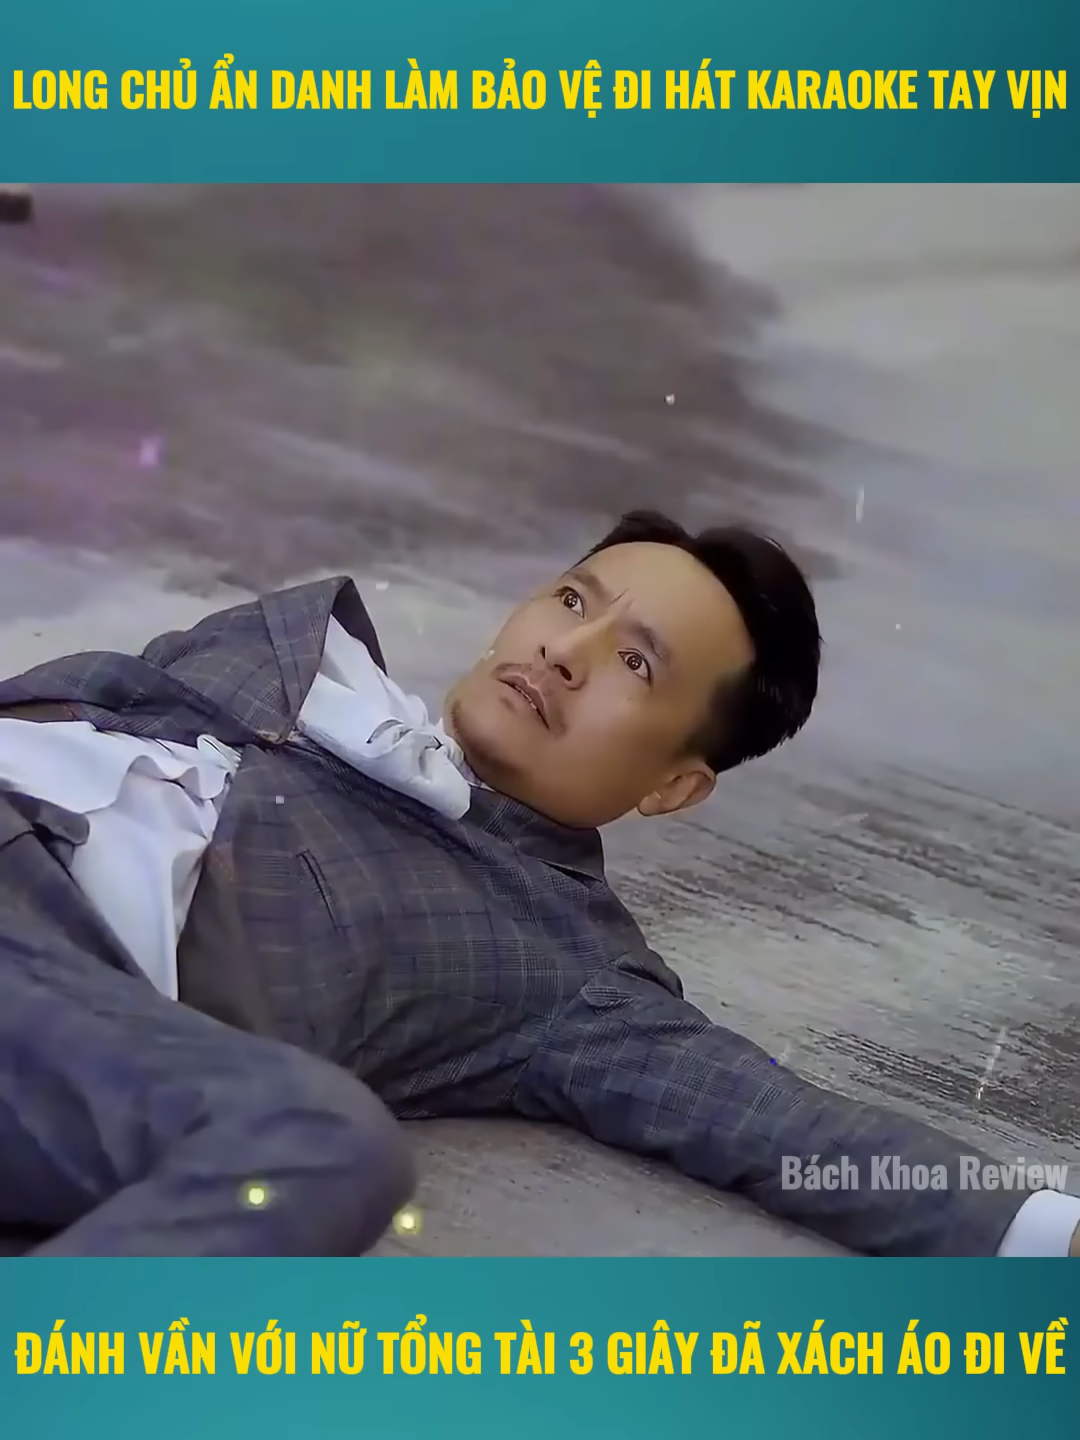 LONG CHỦ ẨN DANH LÀM BẢO VỆ ĐI HÁT KARAOKE TAY VỊN
Bách Khoa Review
ĐÁNH VẦN VỚI NỮ TỔNG TÀI 3 GIÂY ĐÃ XÁCH ÁO ĐI VỀ